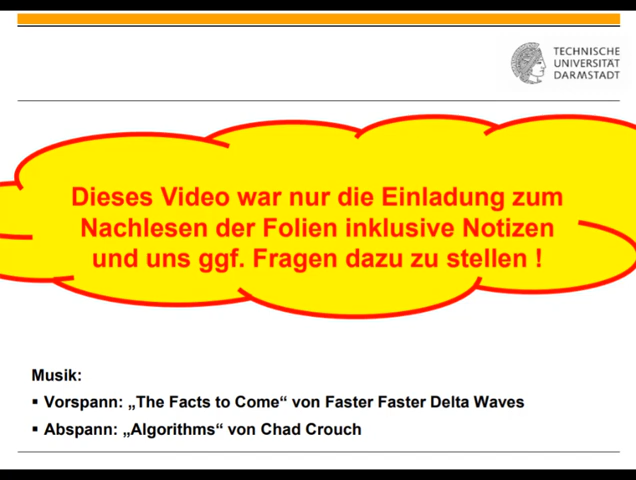 TECHNISCHE
UNIVERSITÄT
DARMSTADT
Dieses Video war nur die Einladung zum
Nachlesen der Folien inklusive Notizen
und uns ggf. Fragen dazu zu stellen !
Musik:
▪ Vorspann: „The Facts to Come“ von Faster Faster Delta Waves
▪ Abspann: „Algorithms“ von Chad Crouch